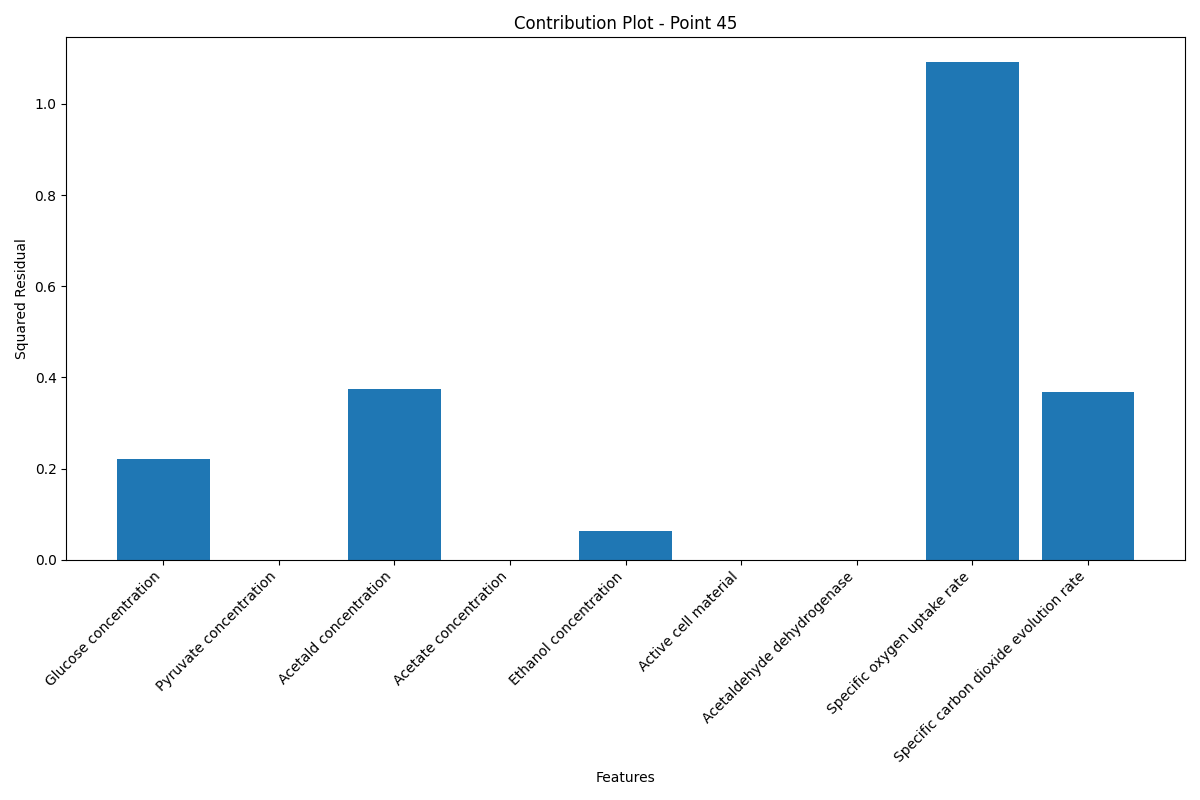 Contribution Plot - Point 45
Squared Residual
1.0
0.8
0.6
0.4
0.2
0.0
Glucose concentration
Pyruvate concentration
Acetald concentration
Acetate concentration
Ethanol concentration
Active cell material
Acetaldehyde dehydrogenase
Specific oxygen uptake rate
Specific carbon dioxide evolution rate
Features